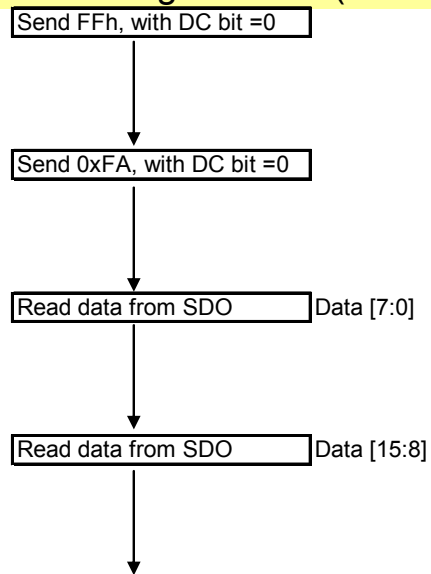 Send FFh, with DC bit =0
Send 0xFA, with DC bit =0
Read data from SDO Data [7:0]
Read data from SDO Data [15:8]